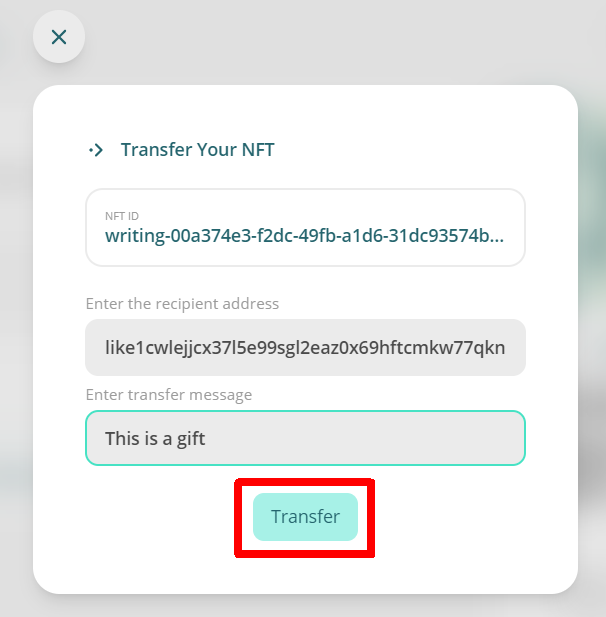 Transfer Your NFT
NFT ID
writing-00a374e3-f2dc-49fb-a1d6-31dc93574b...
Enter the recipient address
like1cwlejjcx37l5e99sgl2eaz0x69hftcmkw77qkn
Enter transfer message
This is a gift
Transfer